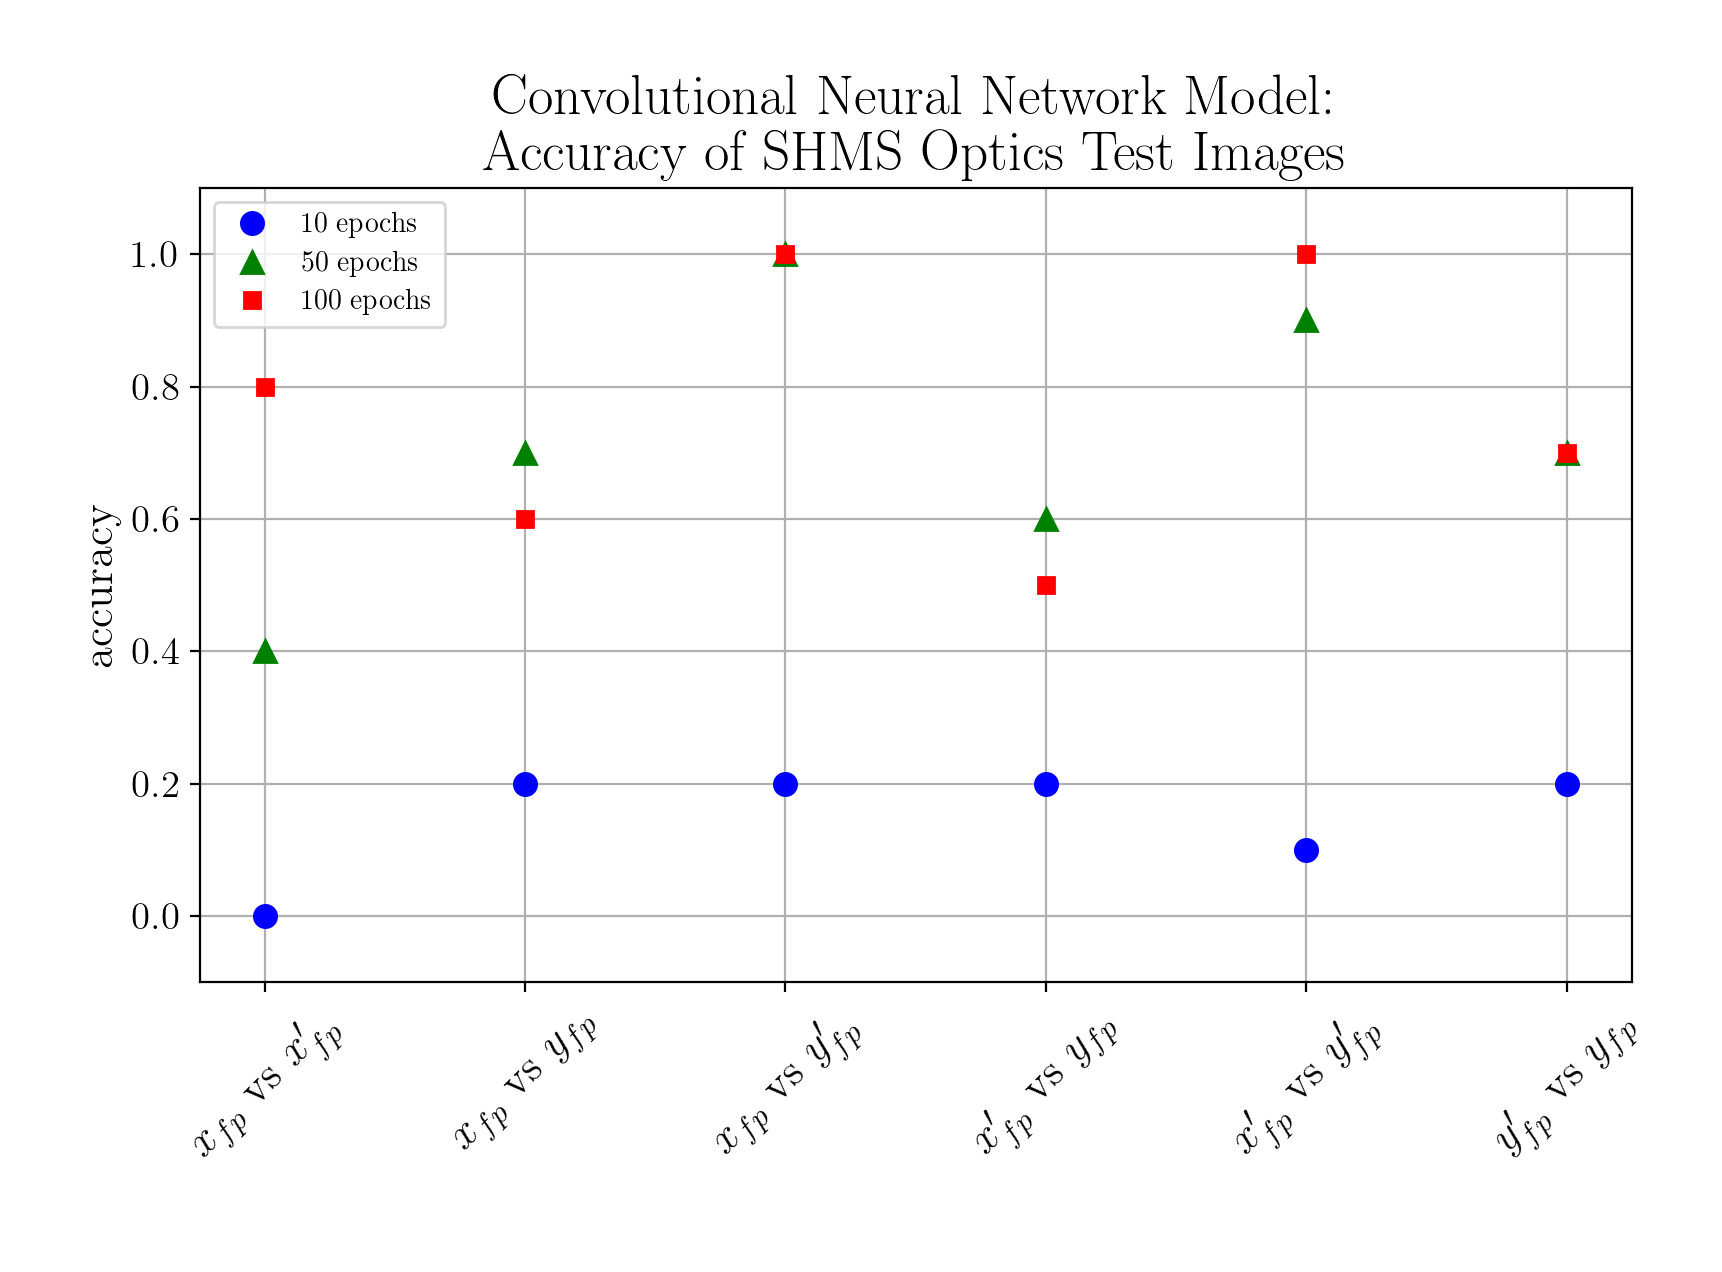 Convolutional Neural Network Model:
Accuracy of SHMS Optics Test Images
10 epochs
50 epochs
100 epochs
accuracy
1.0
0.8
0.6
0.4
0.2
0.0
x_fp vs x′_fp
x_fp vs y_fp
x_fp vs y′_fp
x′_fp vs y_fp
x′_fp vs y′_fp
y′_fp vs y_fp